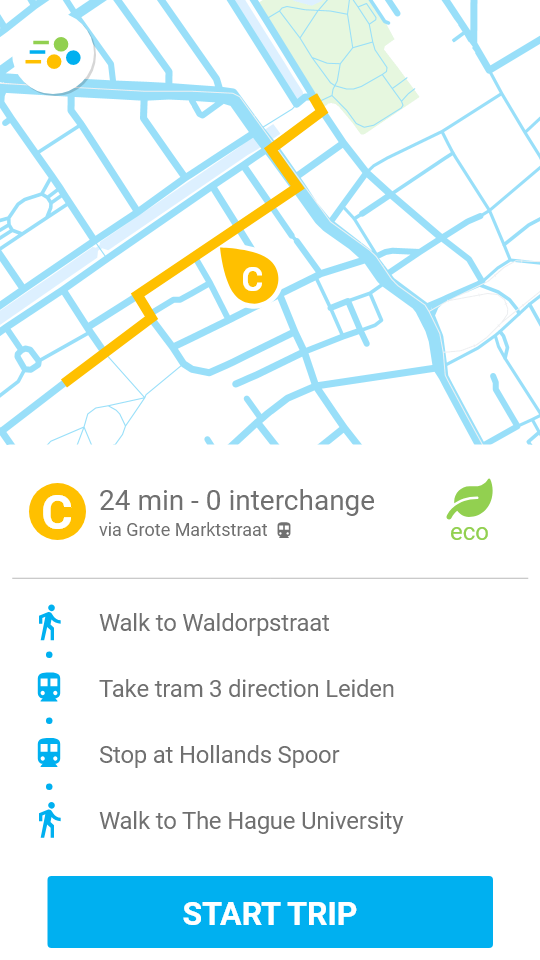 C
C
24 min - 0 interchange
via Grote Marktstraat
eco
Walk to Waldorpstraat
Take tram 3 direction Leiden
Stop at Hollands Spoor
Walk to The Hague University
START TRIP